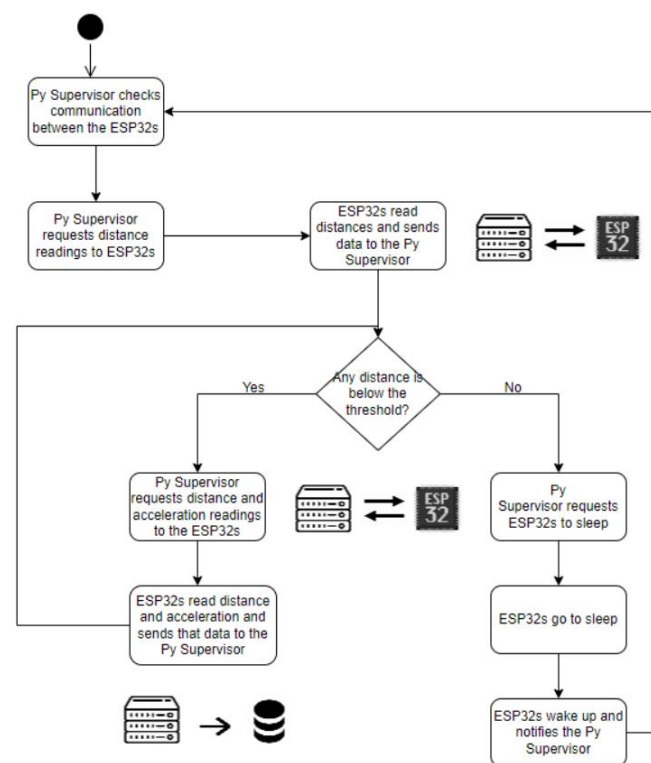 Py Supervisor checks
communication
between the ESP32s
Py Supervisor
requests distance
readings to ESP32s
ESP32s read
distances and sends
data to the Py
Supervisor
ESP
32
Any distance is
below the
threshold?
Yes
No
Py Supervisor
requests distance and
acceleration readings
to the ESP32s
ESP
32
Py
Supervisor requests
ESP32s to sleep
ESP32s read distance
and acceleration and
sends that data to the
Py Supervisor
ESP32s go to sleep
ESP32s wake up and
notifies the Py
Supervisor